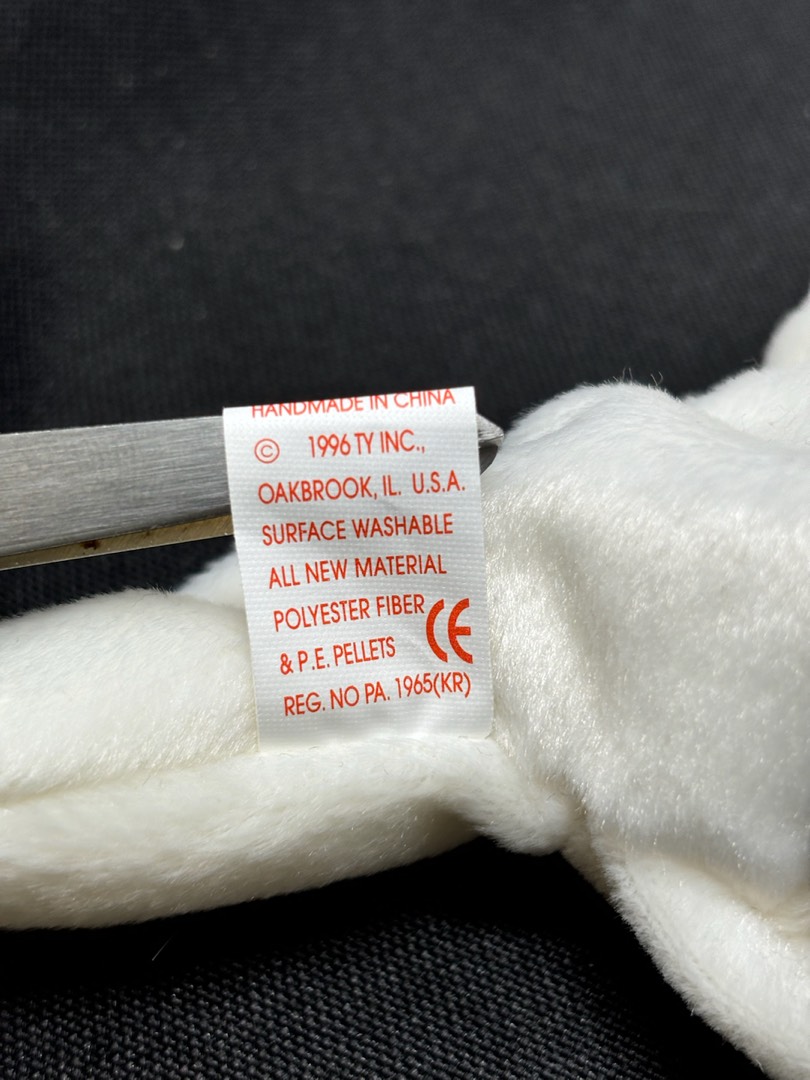 HANDMADE IN CHINA
© 1996 TY INC.,
OAKBROOK, IL. U.S.A.
SURFACE WASHABLE
ALL NEW MATERIAL
POLYESTER FIBER
& P.E. PELLETS CE
REG. NO PA. 1965(KR)